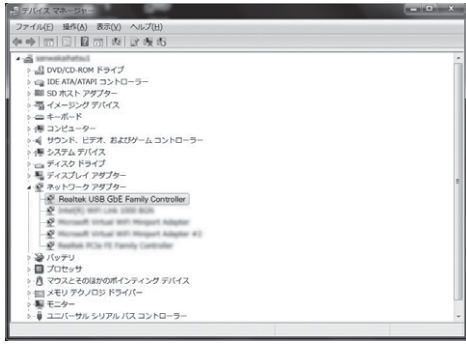 デバイス マネージャー
ファイル(F) 操作(A) 表示(V) ヘルプ(H)
DVD/CD-ROM ドライブ
IDE ATA/ATAPI コントローラー
SD ホスト アダプター
イメージング デバイス
キーボード
コンピューター
サウンド、ビデオ、およびゲーム コントローラー
システム デバイス
ディスク ドライブ
ディスプレイ アダプター
ネットワーク アダプター
Realtek USB GbE Family Controller
Microsoft Virtual WiFi Miniport Adapter
Microsoft Virtual WiFi Miniport Adapter #2
Realtek PCIe FE Family Controller
バッテリ
プロセッサ
マウスとそのほかのポインティング デバイス
メモリ テクノロジ ドライバー
モニター
ユニバーサル シリアル バス コントローラー